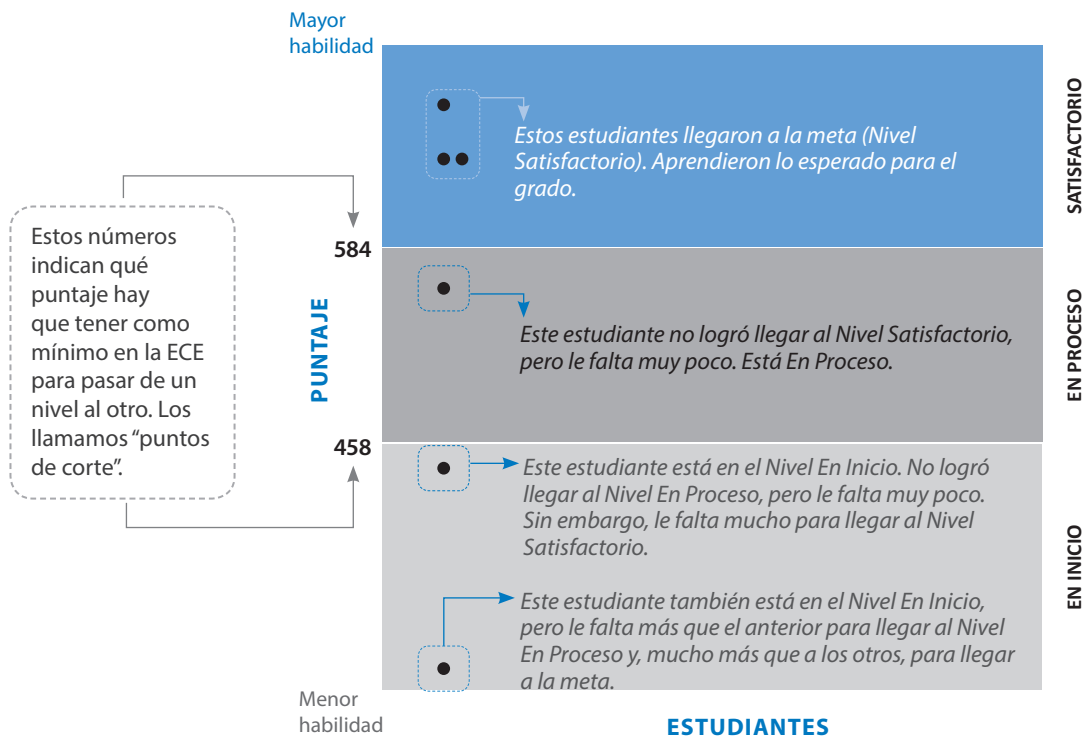 Mayor
habilidad
Estos estudiantes llegaron a la meta (Nivel
Satisfactorio). Aprendieron lo esperado para el
grado.
SATISFACTORIO
Estos números
indican qué
puntaje hay
que tener como
mínimo en la ECE
para pasar de un
nivel al otro. Los
llamamos “puntos
de corte”.
584
PUNTAJE
Este estudiante no logró llegar al Nivel Satisfactorio,
pero le falta muy poco. Está En Proceso.
EN PROCESO
458
Este estudiante está en el Nivel En Inicio. No logró
llegar al Nivel En Proceso, pero le falta muy poco.
Sin embargo, le falta mucho para llegar al Nivel
Satisfactorio.
Este estudiante también está en el Nivel En Inicio,
pero le falta más que el anterior para llegar al Nivel
En Proceso y, mucho más que a los otros, para llegar
a la meta.
EN INICIO
Menor
habilidad
ESTUDIANTES